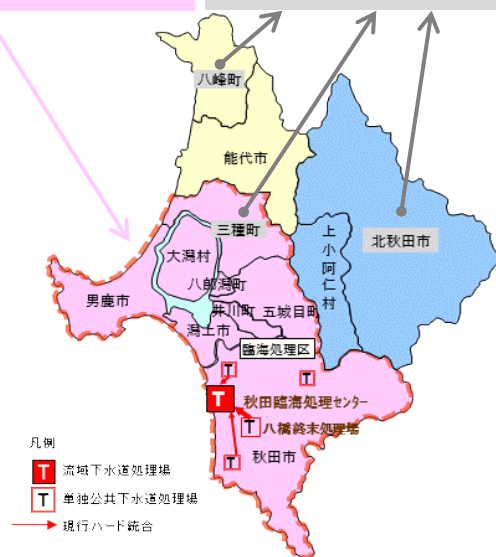 八峰町
能代市
三種町
北秋田市
上小阿仁村
大潟村
八郎潟町
男鹿市
井川町
五城目町
潟上市
臨海処理区
T
T
T
秋田臨海処理センター
T
八橋終末処理場
秋田市
T
凡例
T
流域下水道処理場
T
単独公共下水道処理場
現行ハード統合